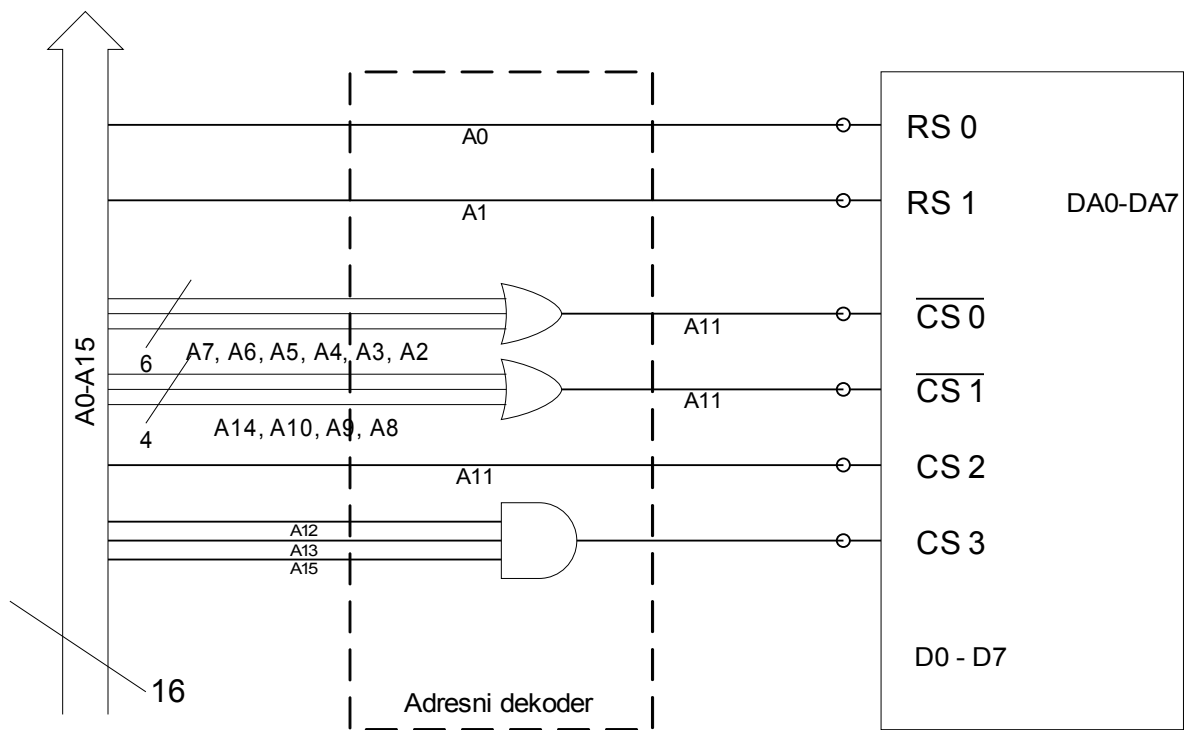 A0
RS 0
A1
RS 1
DA0-DA7
6
A7, A6, A5, A4, A3, A2
A11
CS 0
4
A14, A10, A9, A8
A11
CS 1
A0-A15
A11
CS 2
A12
A13
A15
CS 3
D0 - D7
16
Adresni dekoder